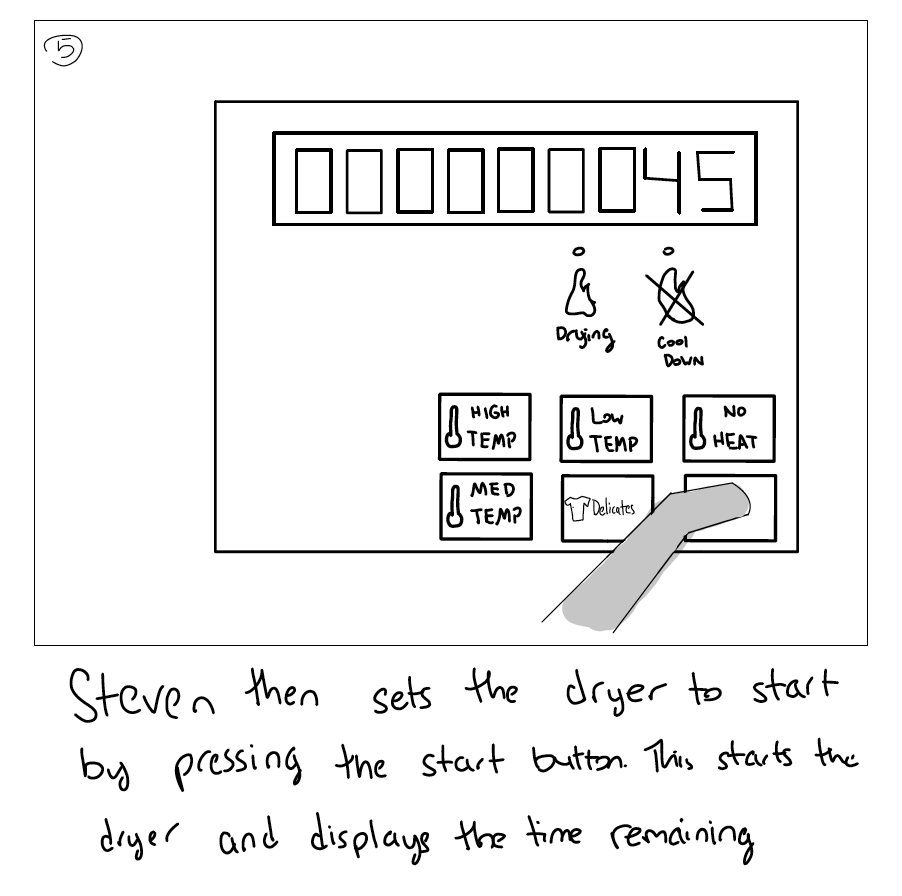 5
000000045
Drying
Cool
DOWN
HIGH
TEMP
Low
TEMP
NO
HEAT
MED
TEMP
Delicates
Steven then sets the dryer to start
by pressing the start button. This starts the
dryer and displays the time remaining